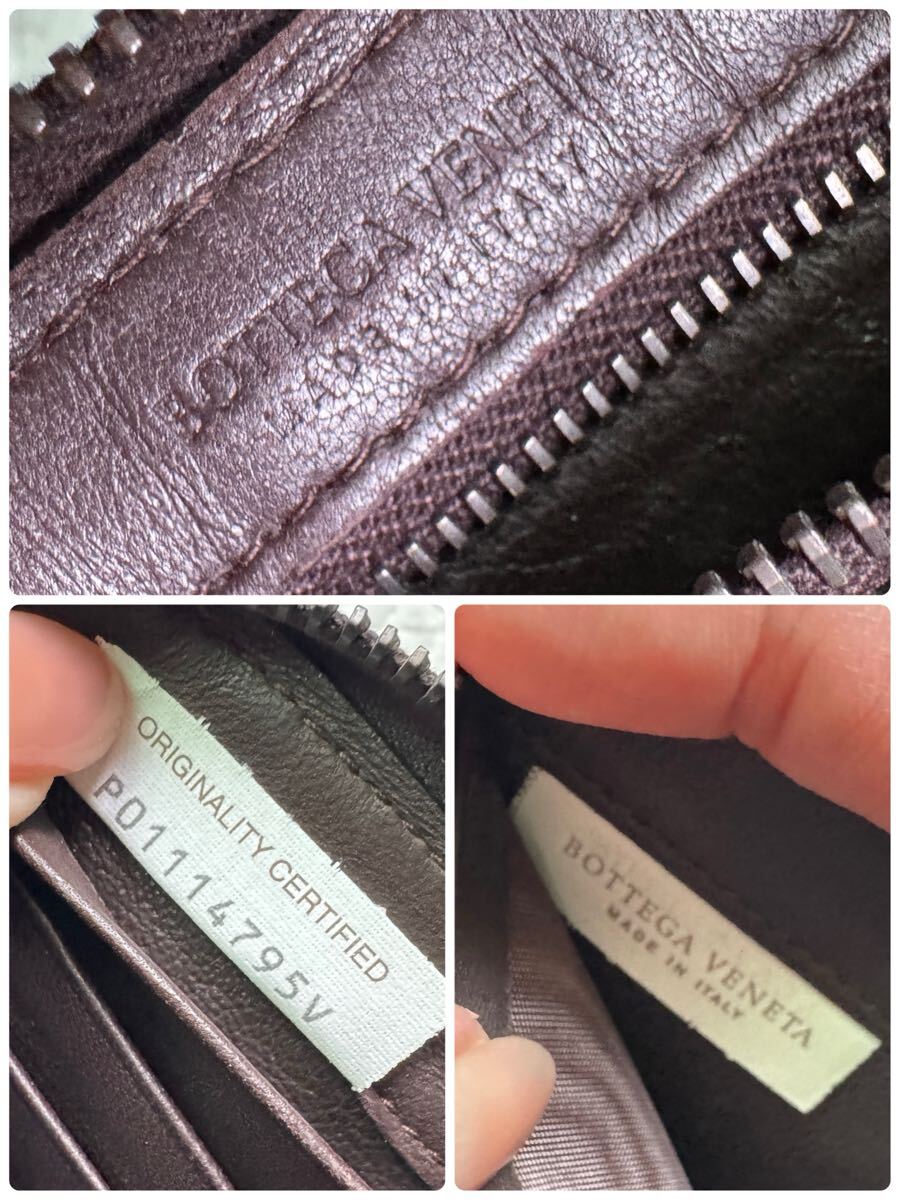 BOTTEGA VENETA
MADE IN ITALY
ORIGINALITY CERTIFIED
P01114795V
BOTTEGA VENETA
MADE IN ITALY